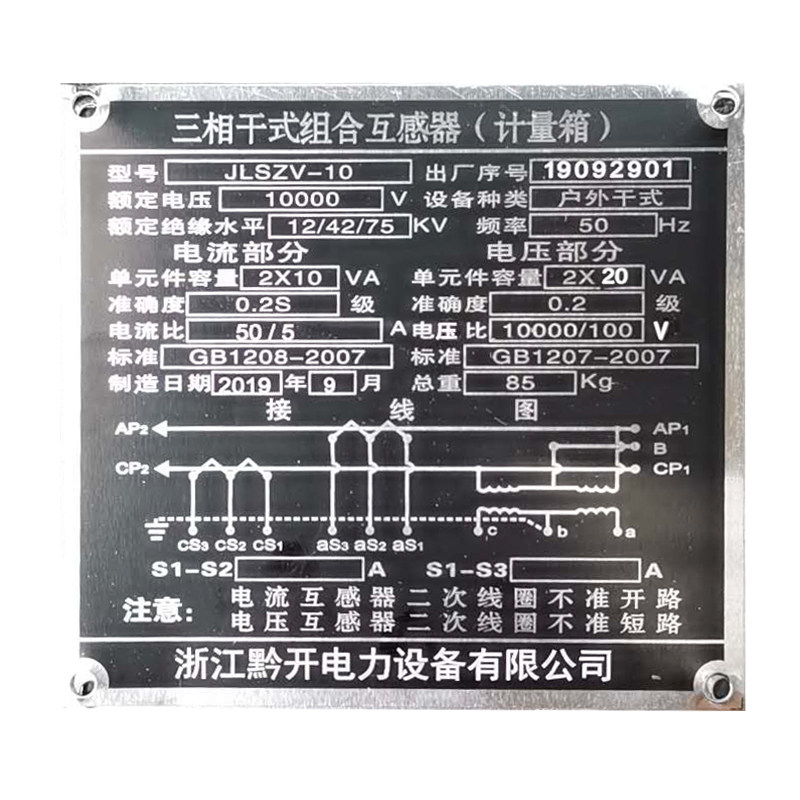 三相干式组合互感器（计量箱）
型号 JLSZV-10 出厂序号 19092901
额定电压 10000 V 设备种类 户外干式
额定绝缘水平 12/42/75 KV 频率 50 Hz
电流部分 电压部分
单元件容量 2X10 VA 单元件容量 2X20 VA
准确度 0.2S 级 准确度 0.2 级
电流比 50/5 A 电压比 10000/100 V
标准 GB1208-2007 标准 GB1207-2007
制造日期 2019 年 9 月 总重 85 Kg
接线图
AP2 AP1
B
CP2 CP1
c b a
CS3 CS2 CS1 aS3 aS2 aS1
S1-S2 A S1-S3 A
注意：电流互感器二次线圈不准开路
电压互感器二次线圈不准短路
浙江黔开电力设备有限公司